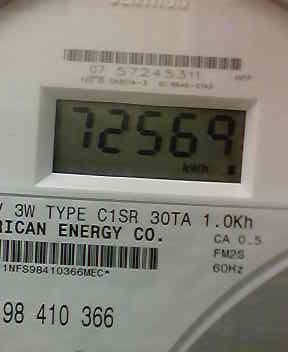 07 57245311
72569
kWh
V 3W TYPE C1SR 30TA 1.0Kh
RICAN ENERGY CO. CA 0.5
FM2S
60Hz
1NFS98410366MEC*
98 410 366